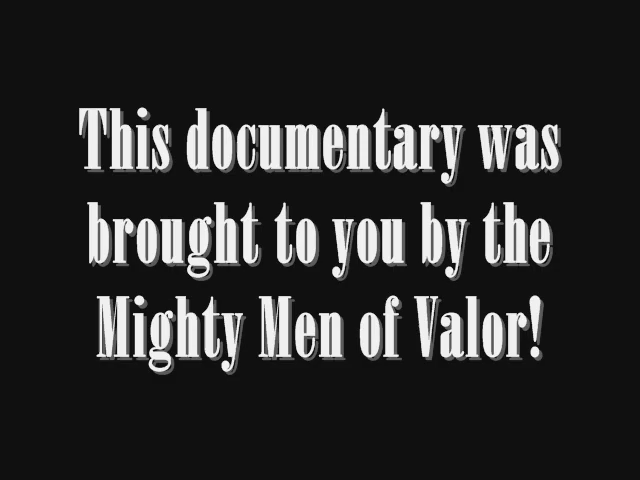 This documentary was
brought to you by the
Mighty Men of Valor!